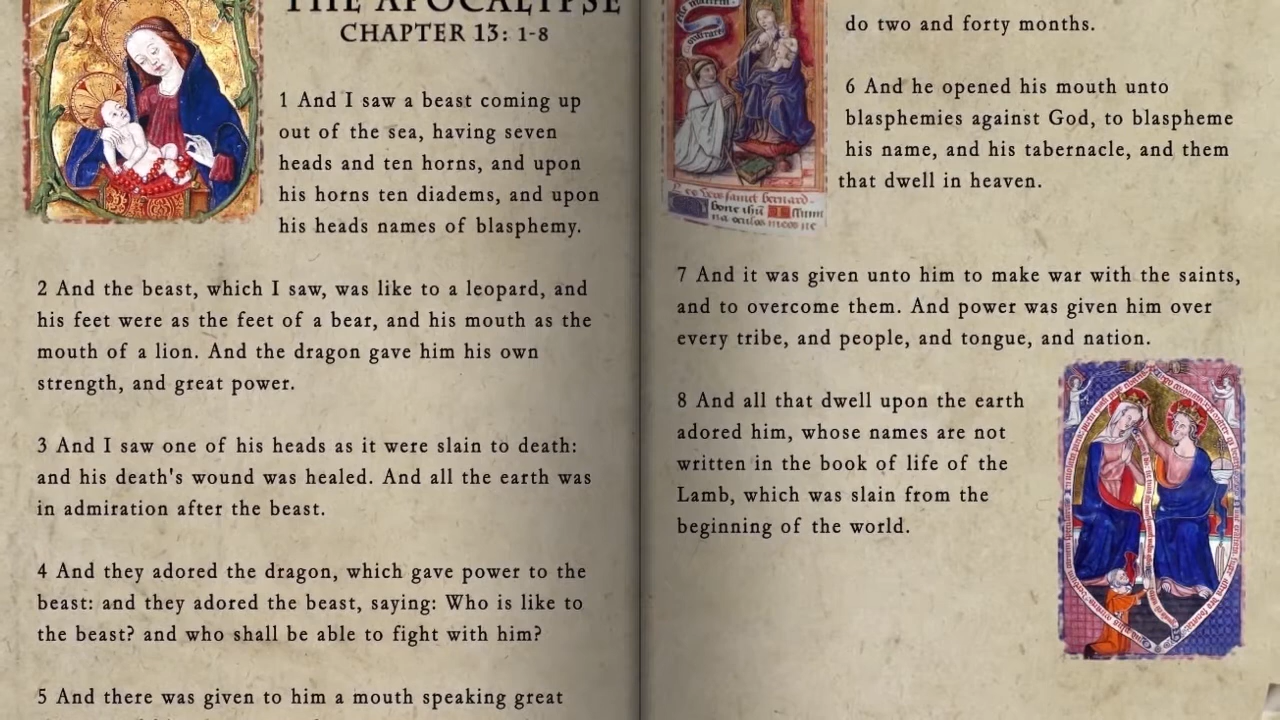 THE APOCALYPSE
CHAPTER 13: 1-8
1 And I saw a beast coming up
out of the sea, having seven
heads and ten horns, and upon
his horns ten diadems, and upon
his heads names of blasphemy.
2 And the beast, which I saw, was like to a leopard, and
his feet were as the feet of a bear, and his mouth as the
mouth of a lion. And the dragon gave him his own
strength, and great power.
3 And I saw one of his heads as it were slain to death:
and his death's wound was healed. And all the earth was
in admiration after the beast.
4 And they adored the dragon, which gave power to the
beast: and they adored the beast, saying: Who is like to
the beast? and who shall be able to fight with him?
5 And there was given to him a mouth speaking great
do two and forty months.
6 And he opened his mouth unto
blasphemies against God, to blaspheme
his name, and his tabernacle, and them
that dwell in heaven.
7 And it was given unto him to make war with the saints,
and to overcome them. And power was given him over
every tribe, and people, and tongue, and nation.
8 And all that dwell upon the earth
adored him, whose names are not
written in the book of life of the
Lamb, which was slain from the
beginning of the world.